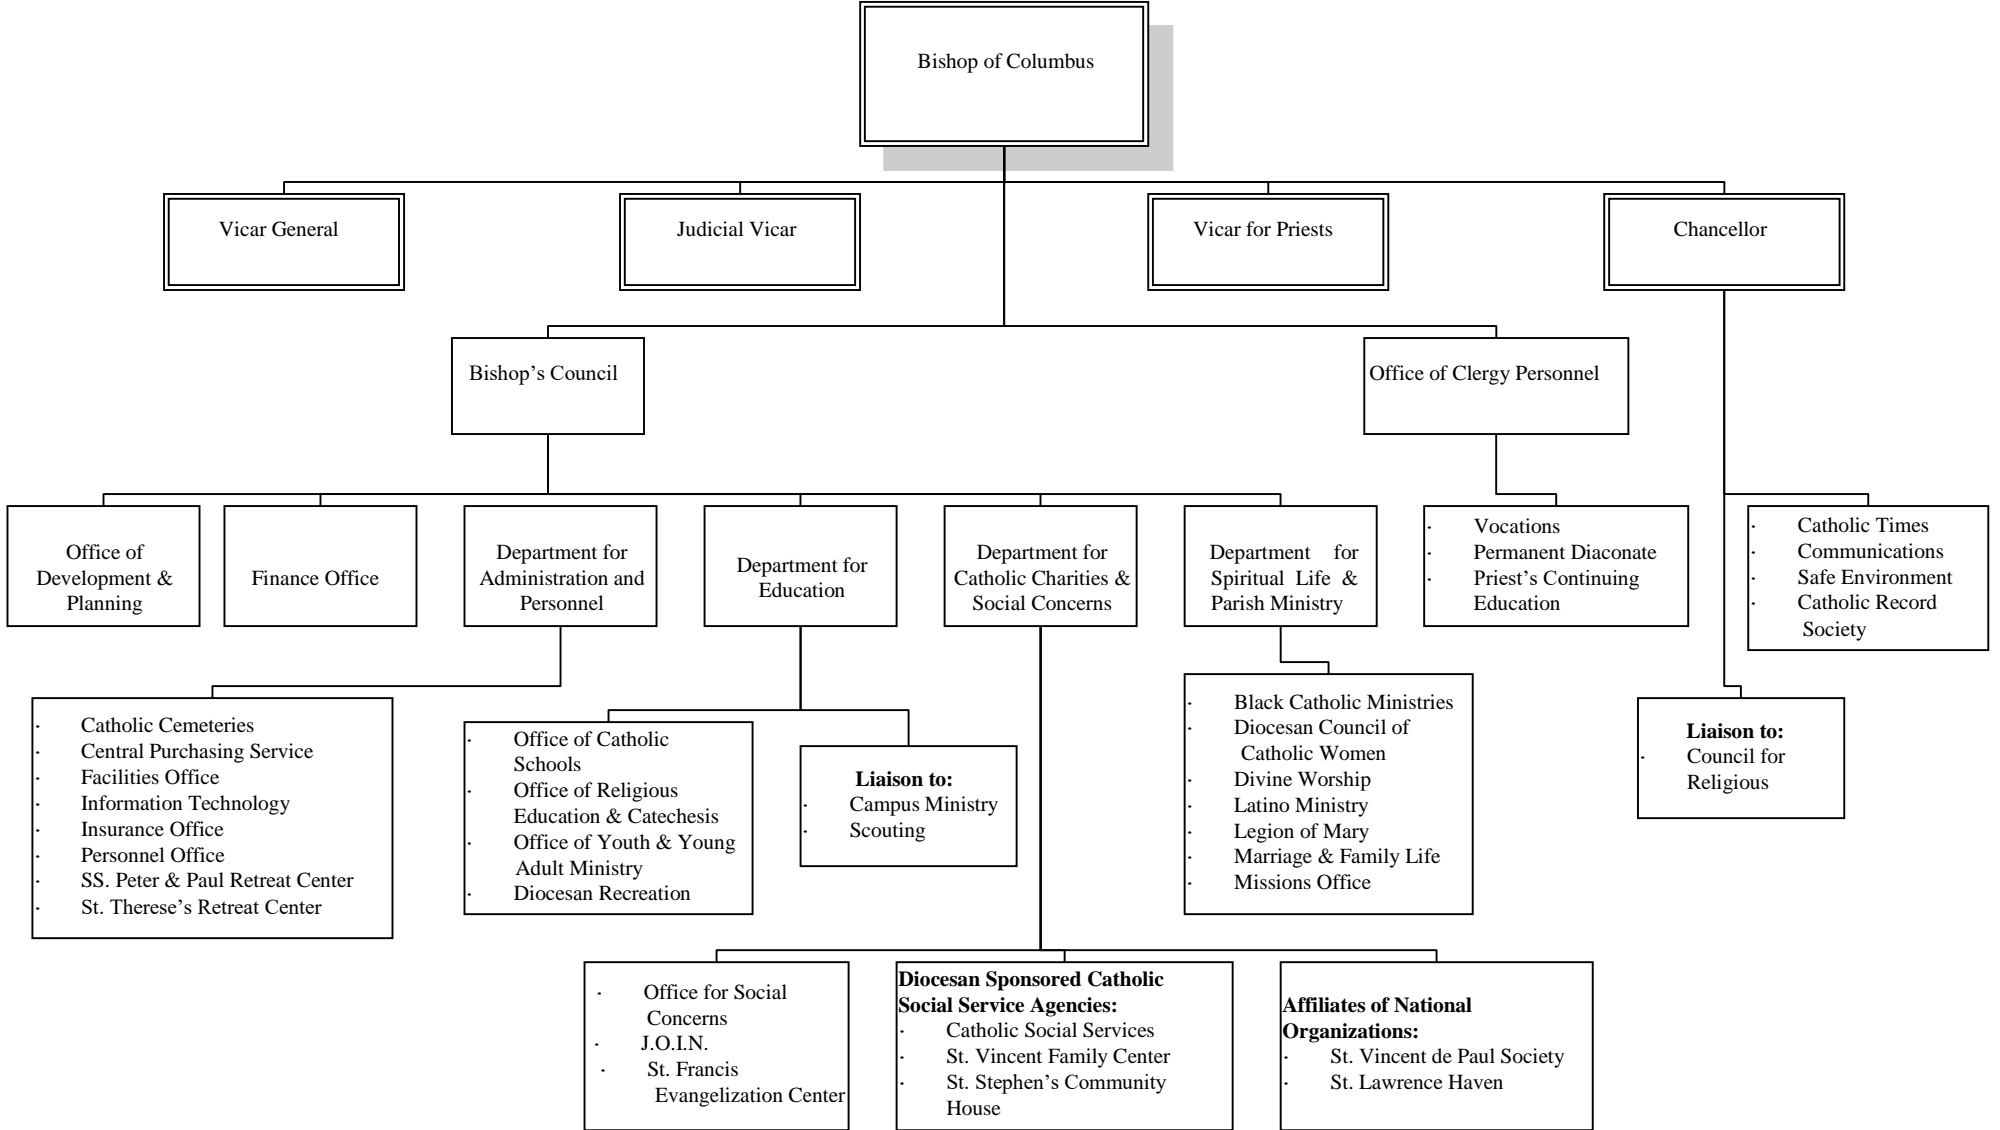 Bishop of Columbus
Vicar General
Judicial Vicar
Vicar for Priests
Chancellor
Bishop’s Council
Office of Clergy Personnel
Office of
Development &
Planning
Finance Office
Department for
Administration and
Personnel
Department for
Education
Department for
Catholic Charities &
Social Concerns
Department for
Spiritual Life &
Parish Ministry
· Vocations
· Permanent Diaconate
· Priest’s Continuing
Education
· Catholic Times
· Communications
· Safe Environment
· Catholic Record
Society
· Catholic Cemeteries
· Central Purchasing Service
· Facilities Office
· Information Technology
· Insurance Office
· Personnel Office
· SS. Peter & Paul Retreat Center
· St. Therese’s Retreat Center
· Office of Catholic
Schools
· Office of Religious
Education & Catechesis
· Office of Youth & Young
Adult Ministry
· Diocesan Recreation
Liaison to:
· Campus Ministry
· Scouting
· Black Catholic Ministries
· Diocesan Council of
Catholic Women
· Divine Worship
· Latino Ministry
· Legion of Mary
· Marriage & Family Life
· Missions Office
Liaison to:
· Council for
Religious
· Office for Social
Concerns
· J.O.I.N.
· St. Francis
Evangelization Center
Diocesan Sponsored Catholic
Social Service Agencies:
· Catholic Social Services
· St. Vincent Family Center
· St. Stephen’s Community
House
Affiliates of National
Organizations:
· St. Vincent de Paul Society
· St. Lawrence Haven